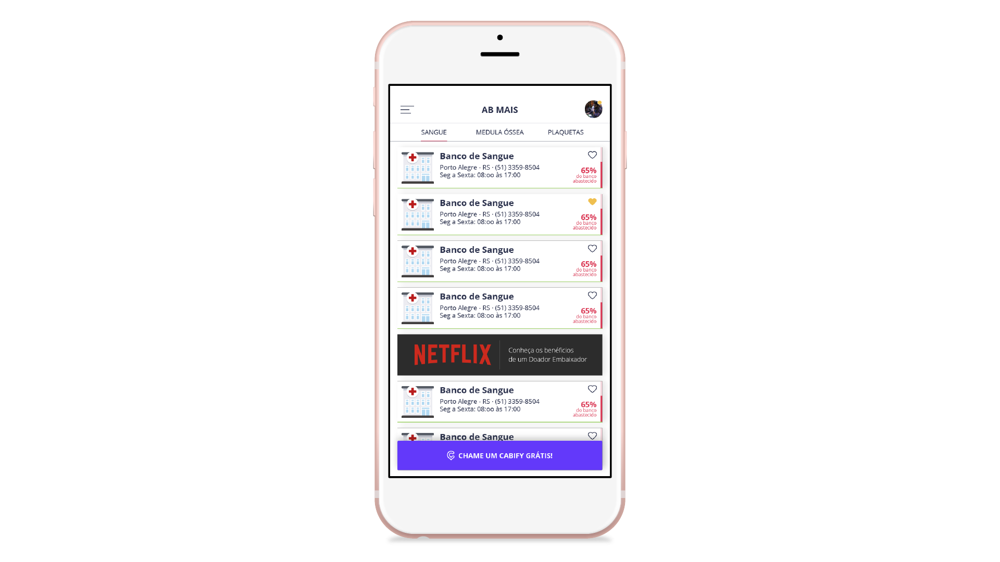 AB MAIS
SANGUE MEDULA ÓSSEA PLAQUETAS
Banco de Sangue
Porto Alegre - RS · (51) 3359-8504
Seg a Sexta: 08:oo às 17:00
65%
do banco
abastecido
Banco de Sangue
Porto Alegre - RS · (51) 3359-8504
Seg a Sexta: 08:oo às 17:00
65%
do banco
abastecido
Banco de Sangue
Porto Alegre - RS · (51) 3359-8504
Seg a Sexta: 08:oo às 17:00
65%
do banco
abastecido
Banco de Sangue
Porto Alegre - RS · (51) 3359-8504
Seg a Sexta: 08:oo às 17:00
65%
do banco
abastecido
NETFLIX
Conheça os benéficios
de um Doador Embaixador
Banco de Sangue
Porto Alegre - RS · (51) 3359-8504
Seg a Sexta: 08:oo às 17:00
65%
do banco
abastecido
Banco de Sangue
CHAME UM CABIFY GRÁTIS!